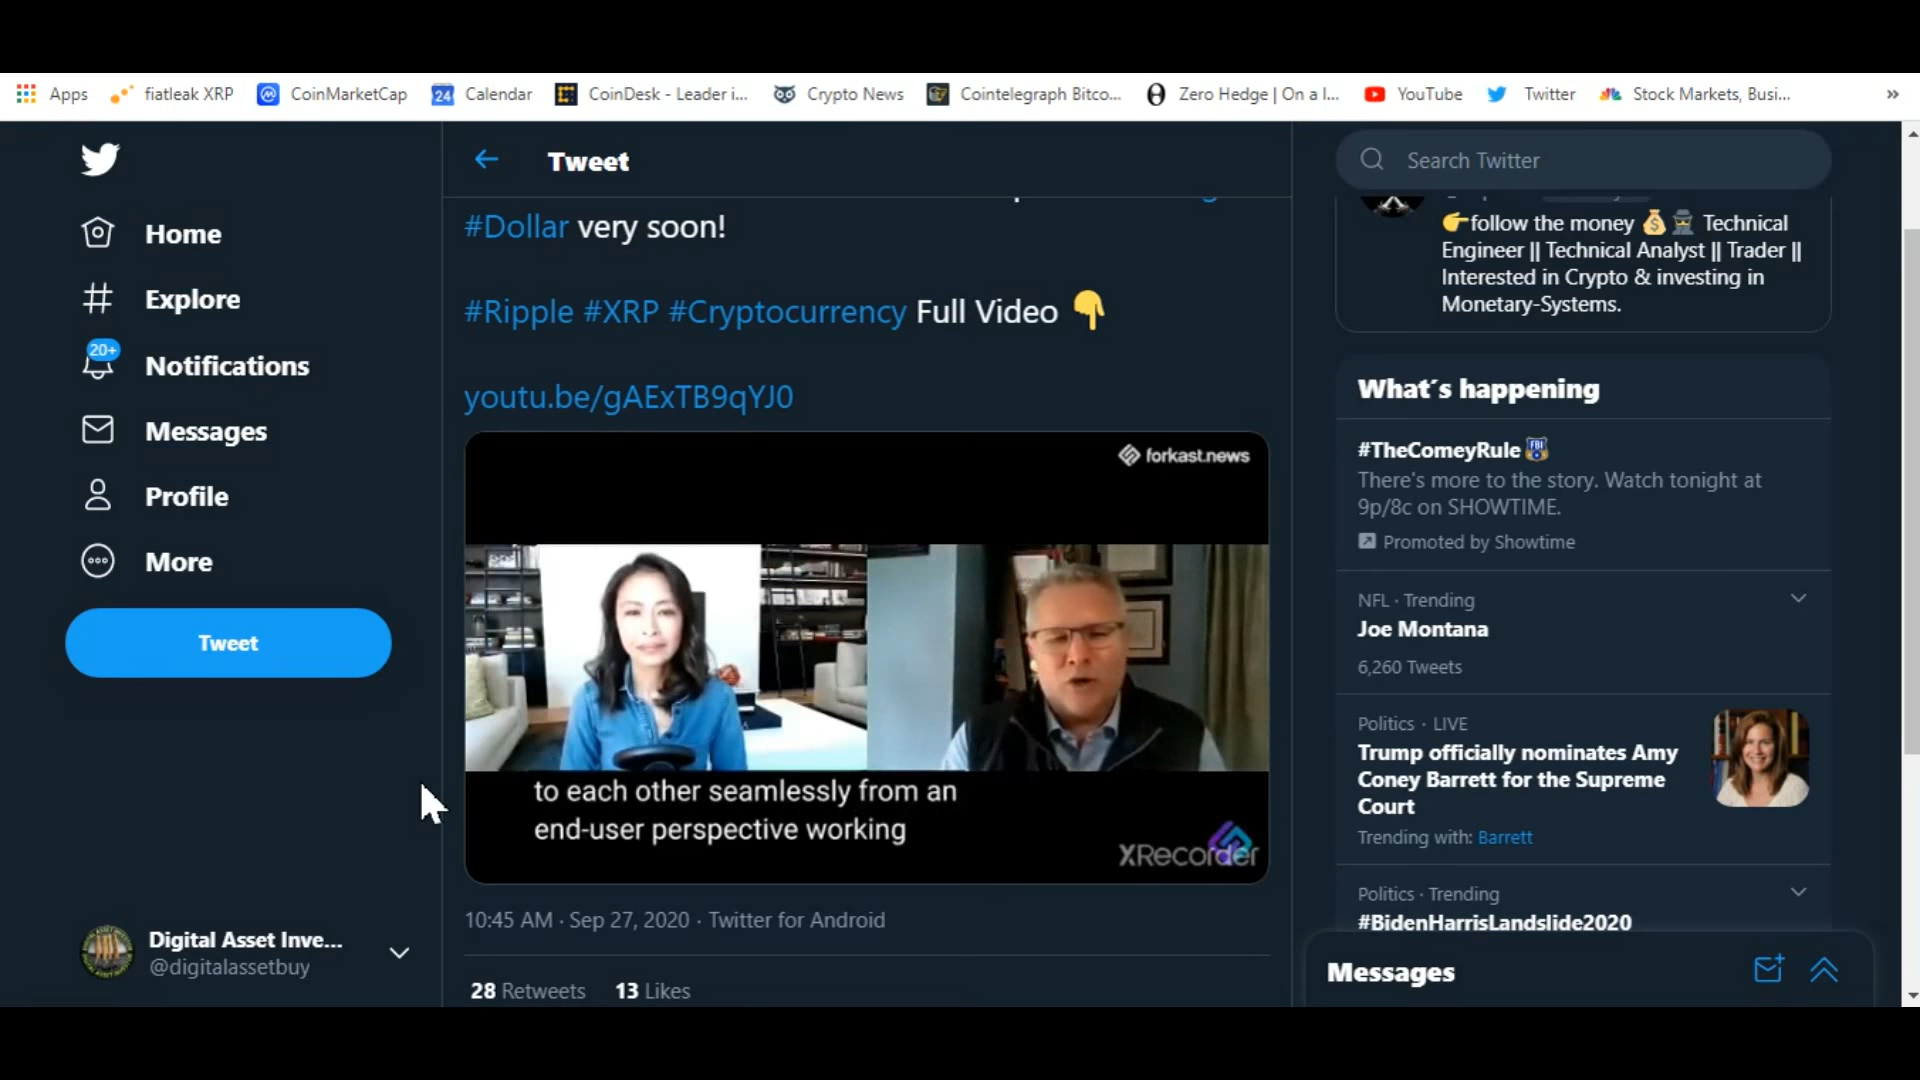 Apps
fiatleak XRP
CoinMarketCap
24
Calendar
CoinDesk - Leader i...
Crypto News
Cointelegraph Bitco...
Zero Hedge | On a l...
YouTube
Twitter
Stock Markets, Busi...
»
Home
Explore
20+
Notifications
Messages
Profile
More
Tweet
Digital Asset Inve...
@digitalassetbuy
Tweet
#Dollar very soon!
#Ripple #XRP #Cryptocurrency Full Video 👇
youtu.be/gAExTB9qYJ0
forkast.news
to each other seamlessly from an
end-user perspective working
XRecorder
10:45 AM · Sep 27, 2020 · Twitter for Android
28 Retweets 13 Likes
Search Twitter
👉follow the money 💰🕵 Technical
Engineer || Technical Analyst || Trader ||
Interested in Crypto & investing in
Monetary-Systems.
What's happening
#TheComeyRule
There's more to the story. Watch tonight at
9p/8c on SHOWTIME.
Promoted by Showtime
NFL · Trending
Joe Montana
6,260 Tweets
Politics · LIVE
Trump officially nominates Amy
Coney Barrett for the Supreme
Court
Trending with: Barrett
Politics · Trending
#BidenHarrisLandslide2020
Messages